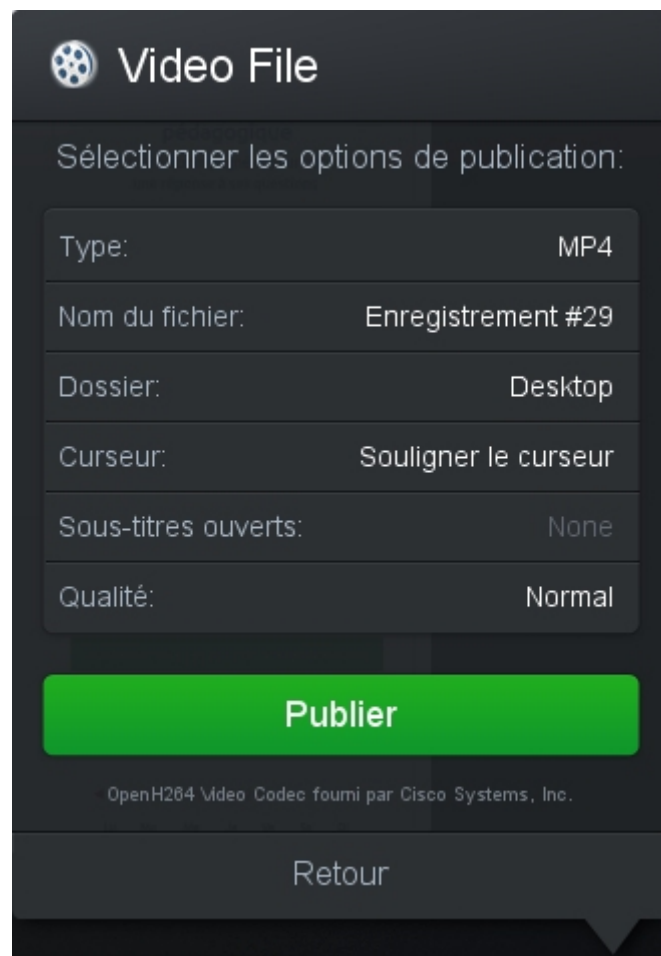 Video File
pédagogique
Sélectionner les options de publication:
Type: MP4
Nom du fichier: Enregistrement #29
Dossier: Desktop
Curseur: Souligner le curseur
Sous-titres ouverts: None
Qualité: Normal
Publier
OpenH264 Video Codec fourni par Cisco Systems, Inc.
Retour